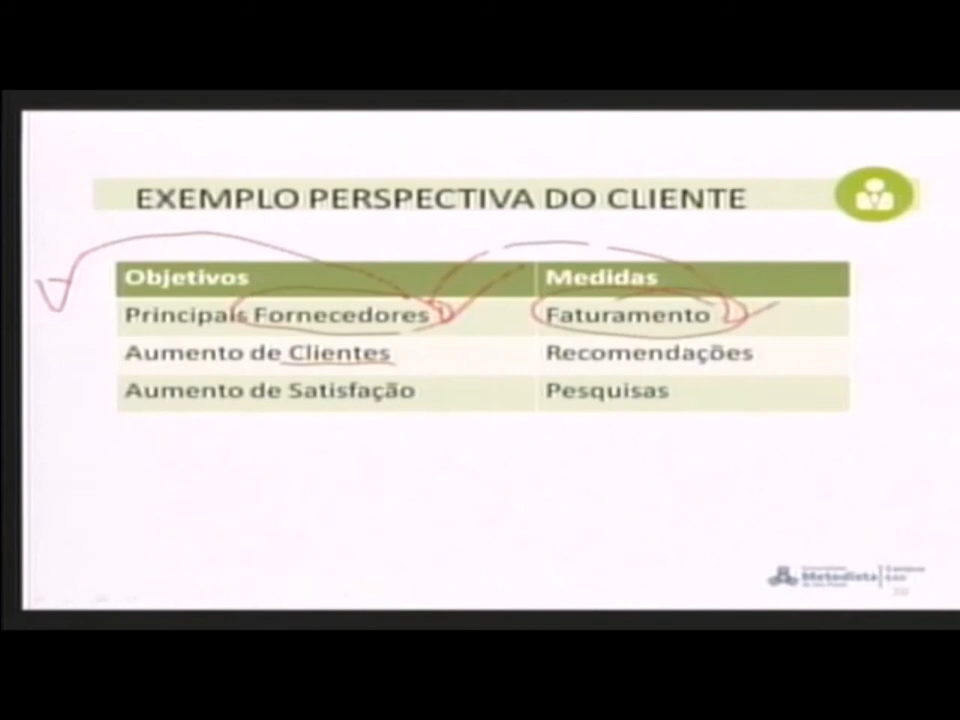 EXEMPLO PERSPECTIVA DO CLIENTE
Objetivos Medidas
Principais Fornecedores Faturamento
Aumento de Clientes Recomendações
Aumento de Satisfação Pesquisas
Metodista